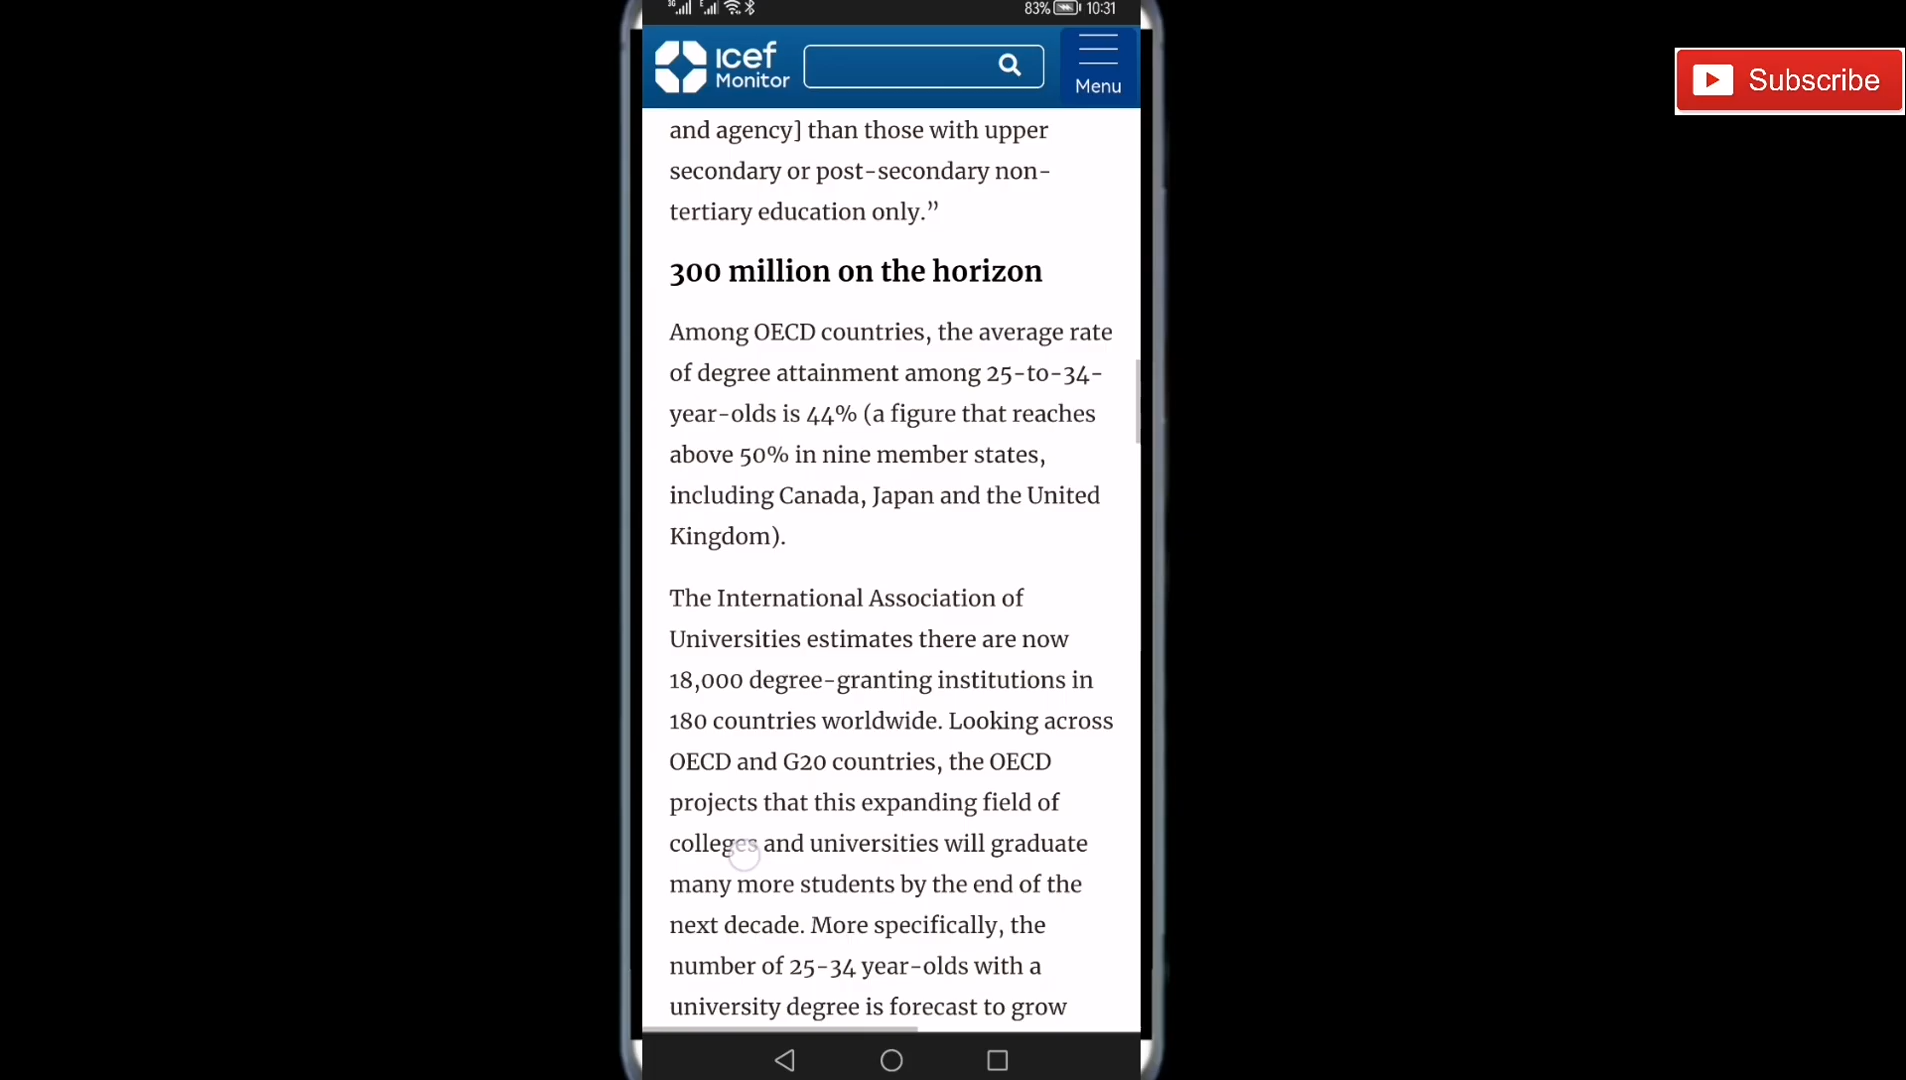 3G E 83% 10:31
Subscribe
icef
Monitor
Menu
and agency] than those with upper
secondary or post-secondary non-
tertiary education only.”
300 million on the horizon
Among OECD countries, the average rate
of degree attainment among 25-to-34-
year-olds is 44% (a figure that reaches
above 50% in nine member states,
including Canada, Japan and the United
Kingdom).
The International Association of
Universities estimates there are now
18,000 degree-granting institutions in
180 countries worldwide. Looking across
OECD and G20 countries, the OECD
projects that this expanding field of
colleges and universities will graduate
many more students by the end of the
next decade. More specifically, the
number of 25-34 year-olds with a
university degree is forecast to grow